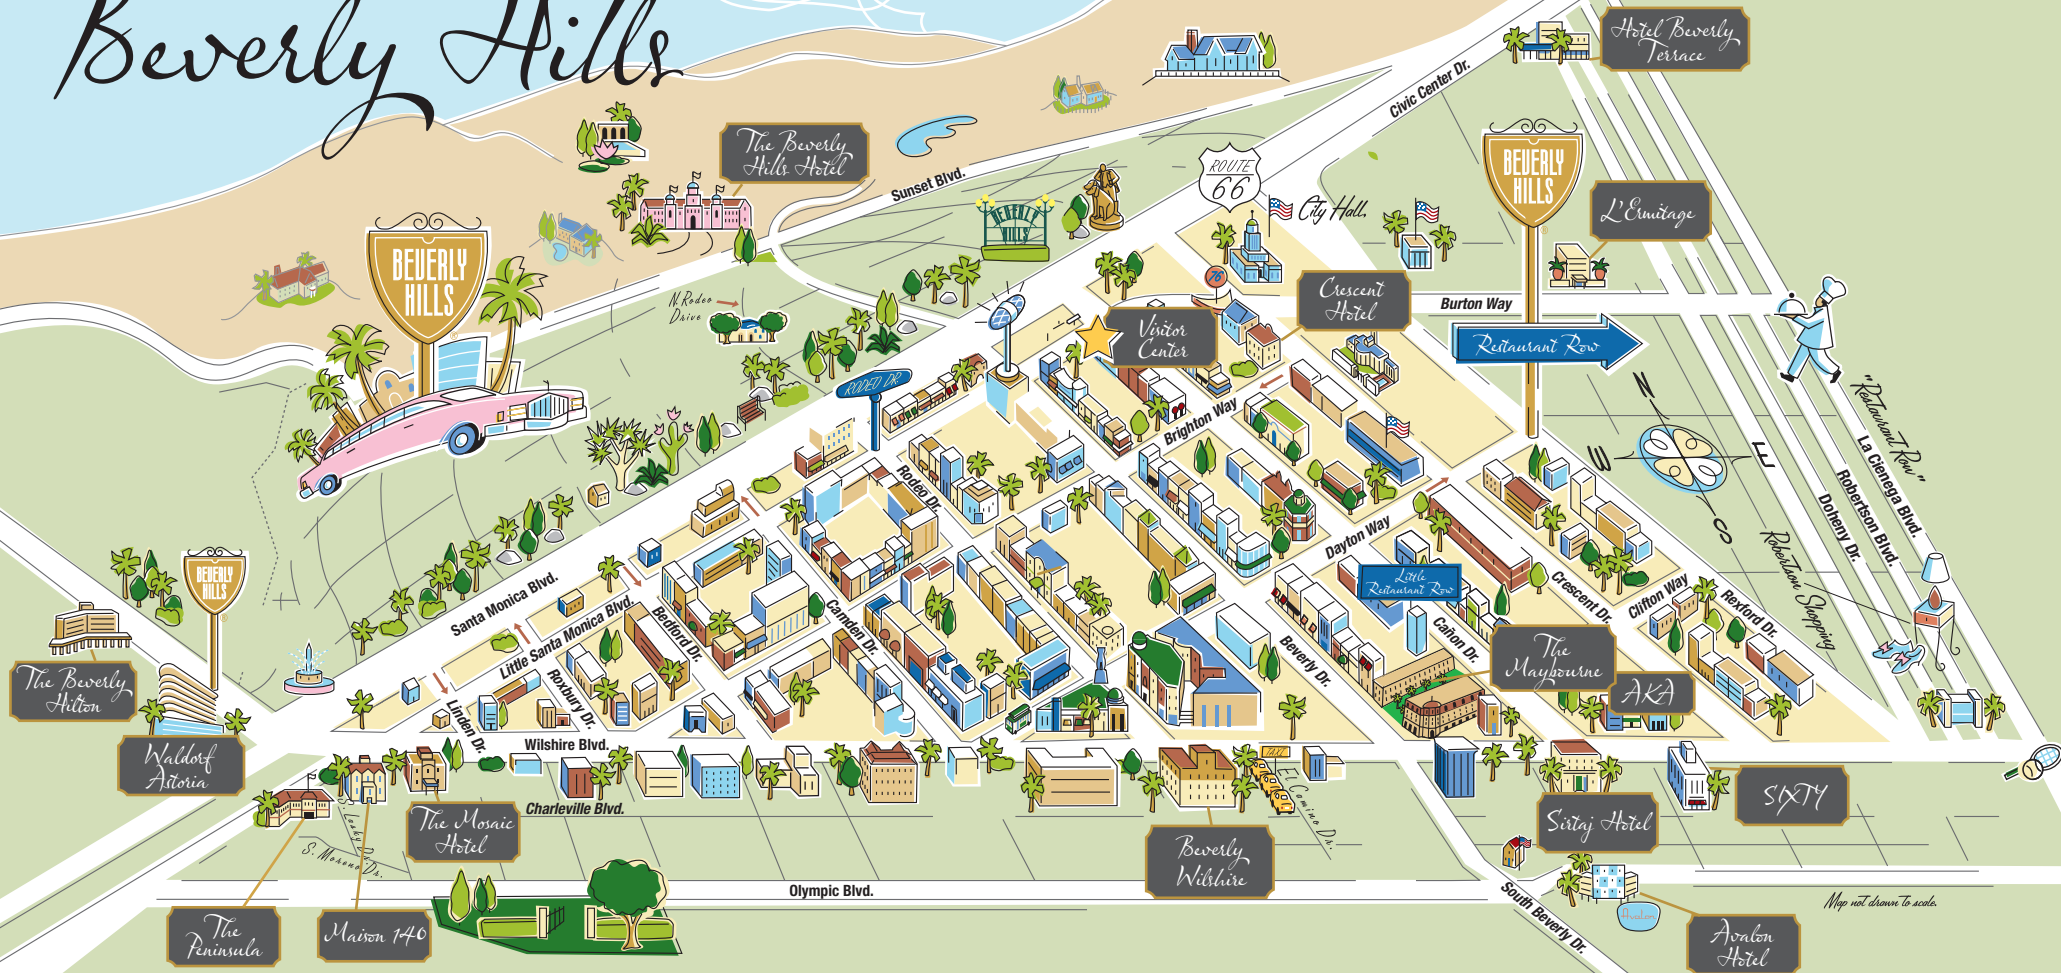 Beverly Hills
Hotel Beverly
Terrace
Civic Center Dr.
The Beverly
Hills Hotel
Sunset Blvd.
ROUTE
66
BEVERLY
HILLS
L'Ermitage
City Hall
BEVERLY
HILLS
BEVERLY
HILLS
76
N. Rodeo
Drive
Crescent
Hotel
Burton Way
Visitor
Center
Restaurant Row
RODEO DR
"Restaurant Row"
La Cienega Blvd.
Robertson Blvd.
Doheny Dr.
N
W
E
S
Brighton Way
Rodeo Dr.
Dayton Way
Robertson Shopping
BEVERLY
HILLS
Little
Restaurant Row
Santa Monica Blvd.
Little Santa Monica Blvd.
Bedford Dr.
Camden Dr.
Crescent Dr.
Clifton Way
Rexford Dr.
Cañon Dr.
Beverly Dr.
The
Maybourne
AKA
The Beverly
Hilton
Roxbury Dr.
Linden Dr.
Wilshire Blvd.
Waldorf
Astoria
TAXI
El Camino Dr.
SIXTY
Sirtaj Hotel
Charleville Blvd.
The Mosaic
Hotel
S. Lasky Dr.
S. Moreno Dr.
Beverly
Wilshire
Olympic Blvd.
South Beverly Dr.
Map not drawn to scale.
Avalon
The
Peninsula
Maison 140
Avalon
Hotel